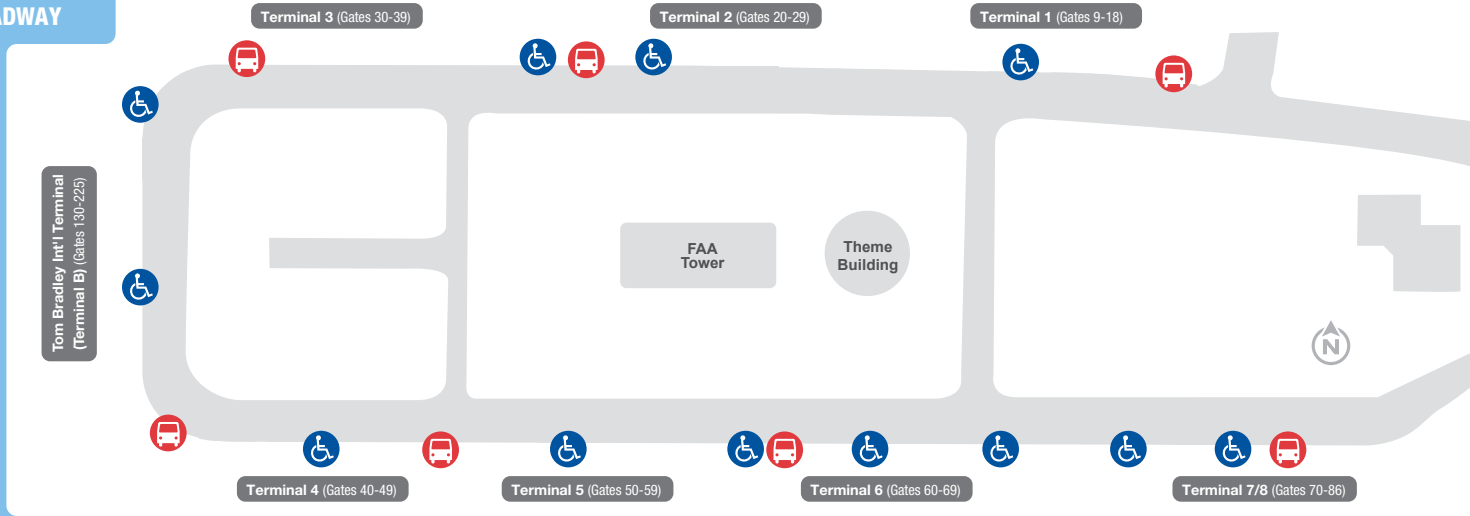 Terminal 3 (Gates 30-39)
Terminal 2 (Gates 20-29)
Terminal 1 (Gates 9-18)
Tom Bradley Int'l Terminal
(Terminal B) (Gates 130-225)
FAA
Tower
Theme
Building
N
Terminal 4 (Gates 40-49)
Terminal 5 (Gates 50-59)
Terminal 6 (Gates 60-69)
Terminal 7/8 (Gates 70-86)